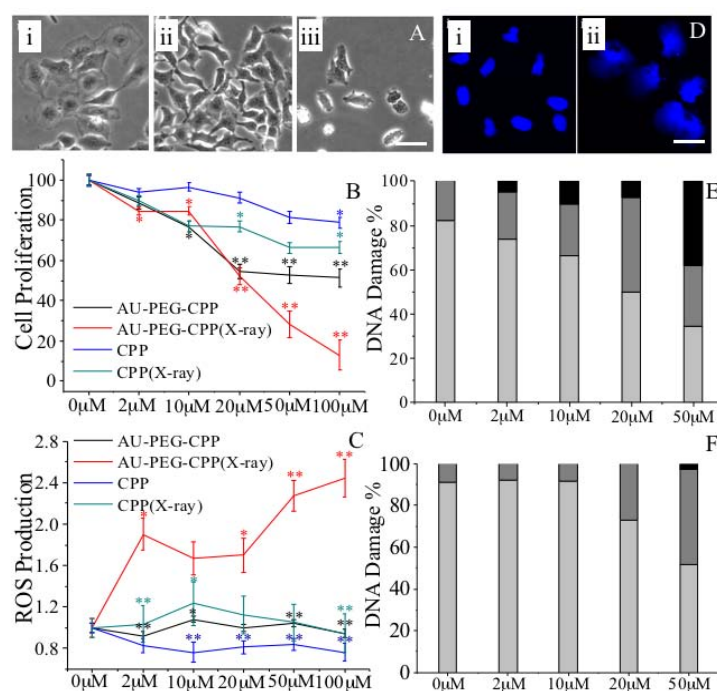 i
ii
iii
A
i
ii
D
B
Cell Proliferation
100
80
60
40
20
0
AU-PEG-CPP
AU-PEG-CPP(X-ray)
CPP
CPP(X-ray)
* * * * * ** ** ** ** ** ** *
0μM 2μM 10μM 20μM 50μM 100μM
E
DNA Damage %
100
80
60
40
20
0
0μM 2μM 10μM 20μM 50μM
C
ROS Production
2.8
2.4
2.0
1.6
1.2
0.8
AU-PEG-CPP
AU-PEG-CPP(X-ray)
CPP
CPP(X-ray)
0μM 2μM 10μM 20μM 50μM 100μM
F
DNA Damage %
100
80
60
40
20
0
0μM 2μM 10μM 20μM 50μM